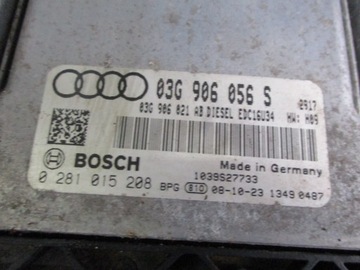 03G 906 056 S
03G 906 021 AB DIESEL EDC16U34
0917
HW: H09
BOSCH
Made in Germany
1039S27733
0 281 015 208 BPG 810 08-10-23 1349 0487